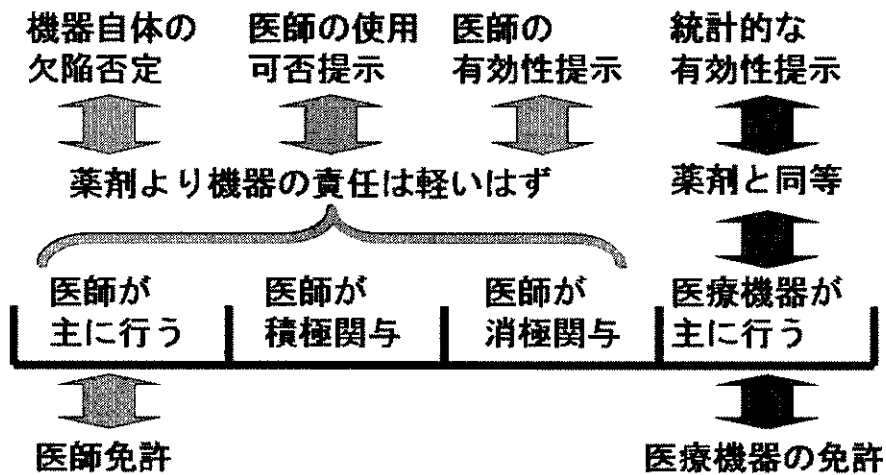 機器自体の
欠陥否定
医師の使用
可否提示
医師の
有効性提示
統計的な
有効性提示
薬剤より機器の責任は軽いはず
薬剤と同等
医師が
主に行う
医師が
積極関与
医師が
消極関与
医療機器が
主に行う
医師免許
医療機器の免許